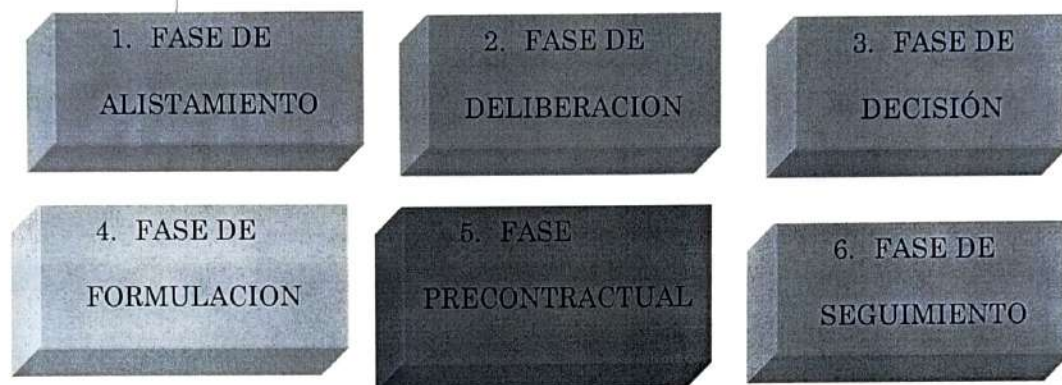 1. FASE DE
ALISTAMIENTO
2. FASE DE
DELIBERACION
3. FASE DE
DECISIÓN
4. FASE DE
FORMULACION
5. FASE
PRECONTRACTUAL
6. FASE DE
SEGUIMIENTO